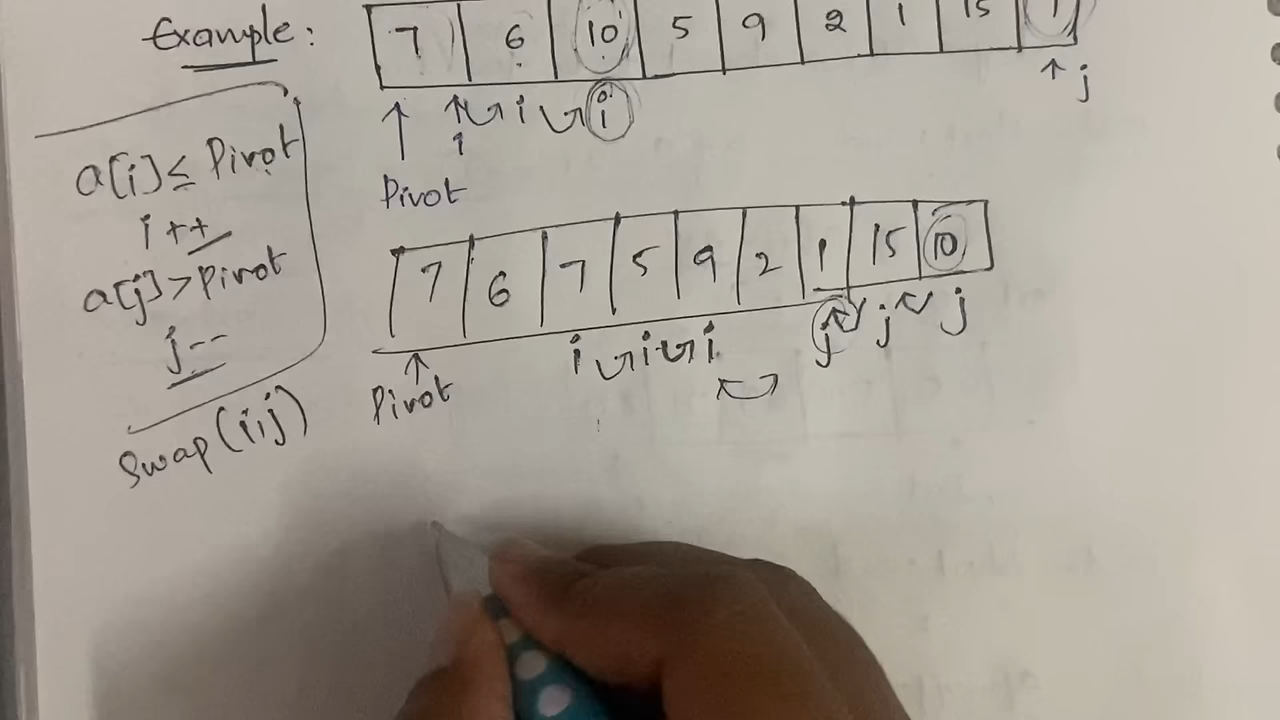 Example: 7 6 10 5 9 2 1 15
i i i j
Pivot
a[i] ≤ Pivot
i++
a[j] > Pivot
j--
swap(i,j)
7 6 7 5 9 2 1 15 10
i i i j j j
Pivot